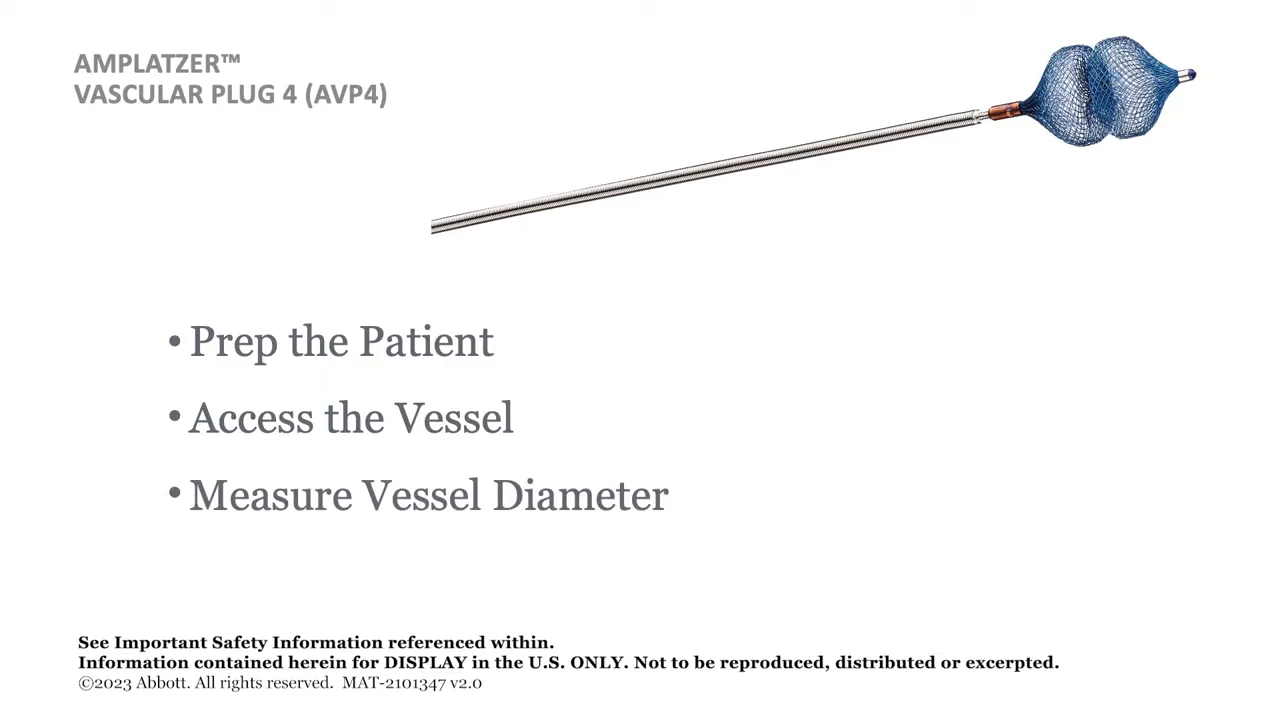 AMPLATZER™
VASCULAR PLUG 4 (AVP4)
• Prep the Patient
• Access the Vessel
• Measure Vessel Diameter
See Important Safety Information referenced within.
Information contained herein for DISPLAY in the U.S. ONLY. Not to be reproduced, distributed or excerpted.
©2023 Abbott. All rights reserved. MAT-2101347 v2.0